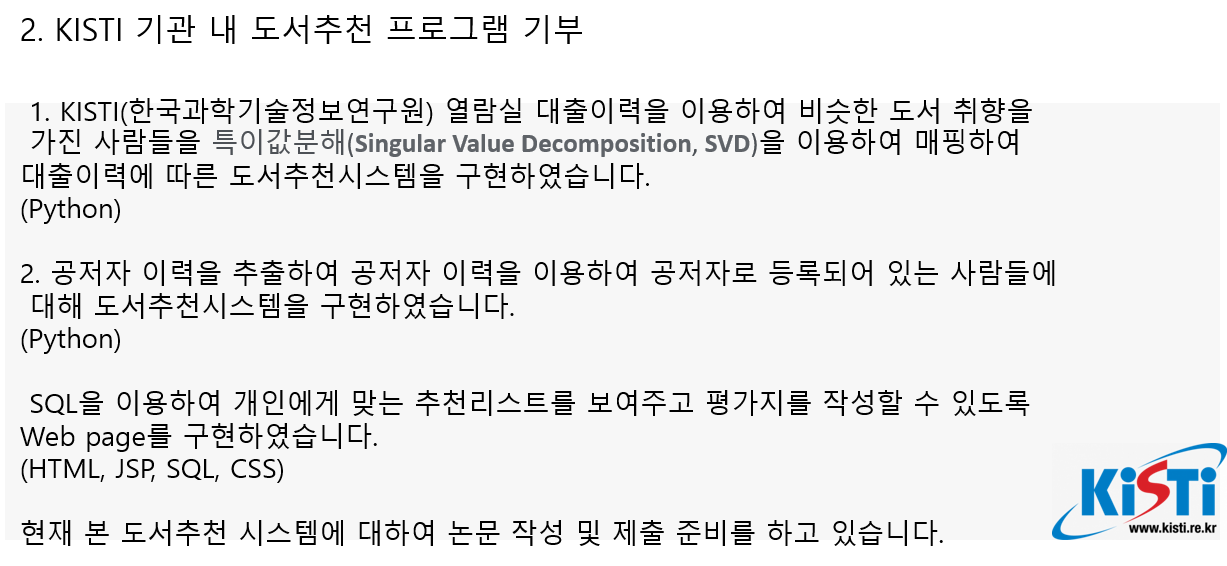 2. KISTI 기관 내 도서추천 프로그램 기부
1. KISTI(한국과학기술정보연구원) 열람실 대출이력을 이용하여 비슷한 도서 취향을
가진 사람들을 특이값분해(Singular Value Decomposition, SVD)을 이용하여 매핑하여
대출이력에 따른 도서추천시스템을 구현하였습니다.
(Python)
2. 공저자 이력을 추출하여 공저자 이력을 이용하여 공저자로 등록되어 있는 사람들에
대해 도서추천시스템을 구현하였습니다.
(Python)
SQL을 이용하여 개인에게 맞는 추천리스트를 보여주고 평가지를 작성할 수 있도록
Web page를 구현하였습니다.
(HTML, JSP, SQL, CSS)
KiSTi
www.kisti.re.kr
현재 본 도서추천 시스템에 대하여 논문 작성 및 제출 준비를 하고 있습니다.